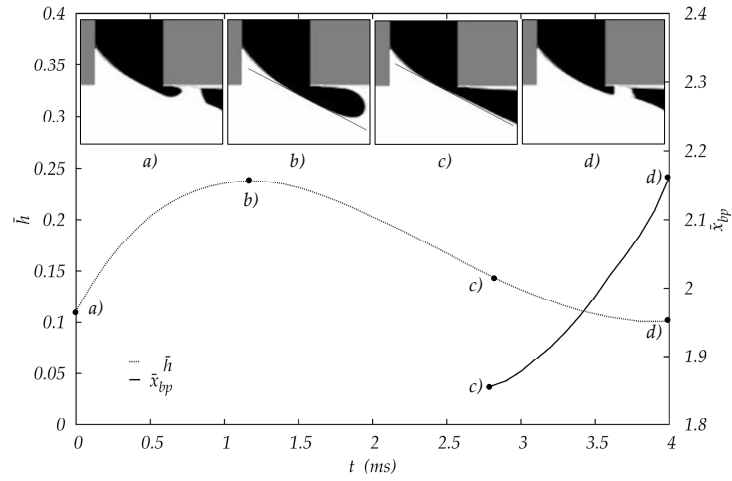 0.4
0.35
0.3
0.25
0.2
0.15
0.1
0.05
0
h̄
2.4
2.3
2.2
2.1
2
1.9
1.8
x̄bp
a) b) c) d)
a)
b)
c)
d)
c)
d)
h̄
x̄bp
0 0.5 1 1.5 2 2.5 3 3.5 4
t (ms)